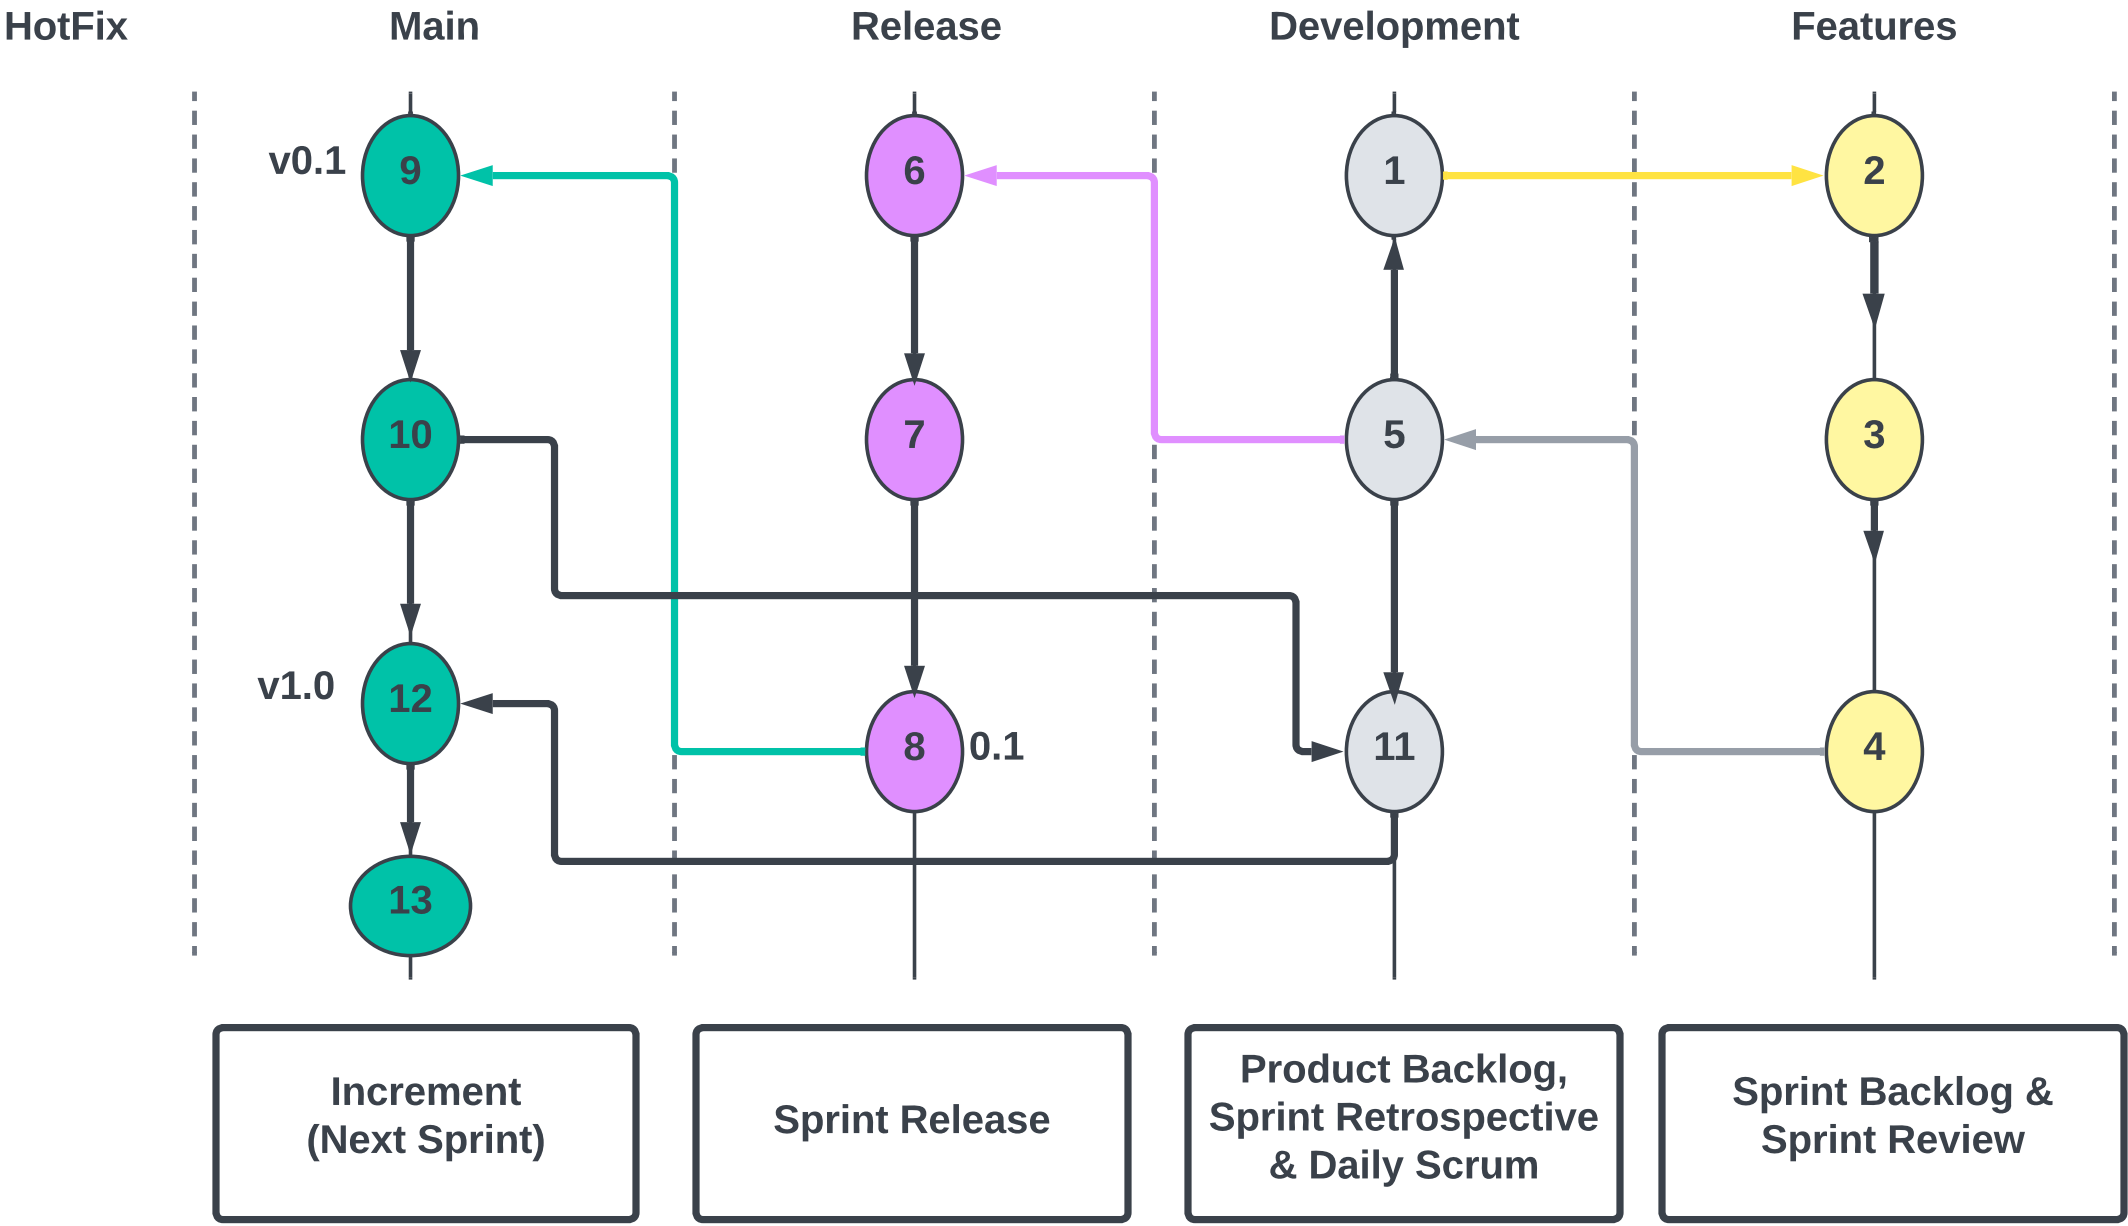 HotFix
Main
Release
Development
Features
v0.1
9
6
1
2
10
7
5
3
v1.0
12
8
0.1
11
4
13
Increment
(Next Sprint)
Sprint Release
Product Backlog,
Sprint Retrospective
& Daily Scrum
Sprint Backlog &
Sprint Review